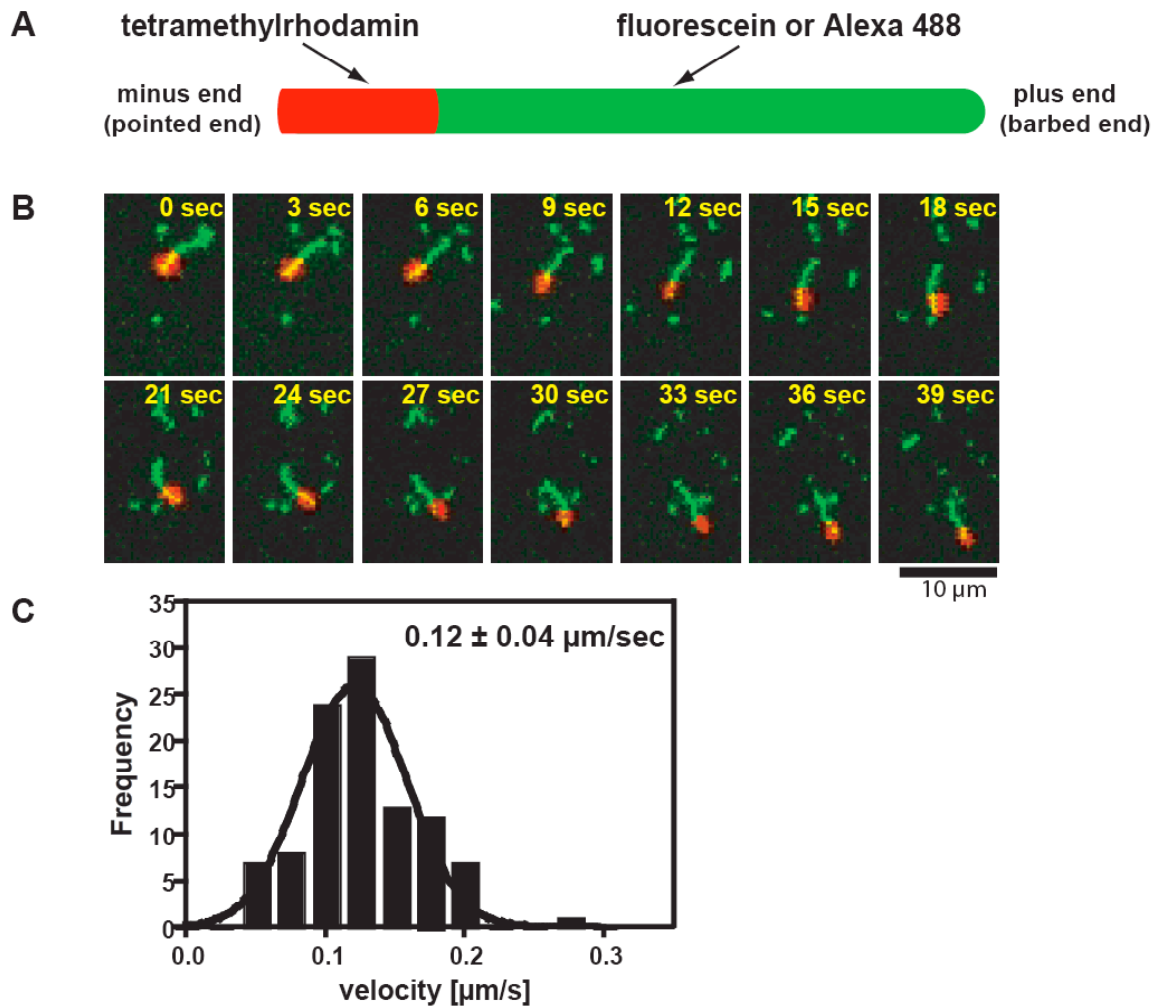 A
tetramethylrhodamin
fluorescein or Alexa 488
minus end
(pointed end)
plus end
(barbed end)
B
0 sec
3 sec
6 sec
9 sec
12 sec
15 sec
18 sec
21 sec
24 sec
27 sec
30 sec
33 sec
36 sec
39 sec
10 µm
C
0.12 ± 0.04 µm/sec
Frequency
35
30
25
20
15
10
5
0
0.0
0.1
0.2
0.3
velocity [µm/s]